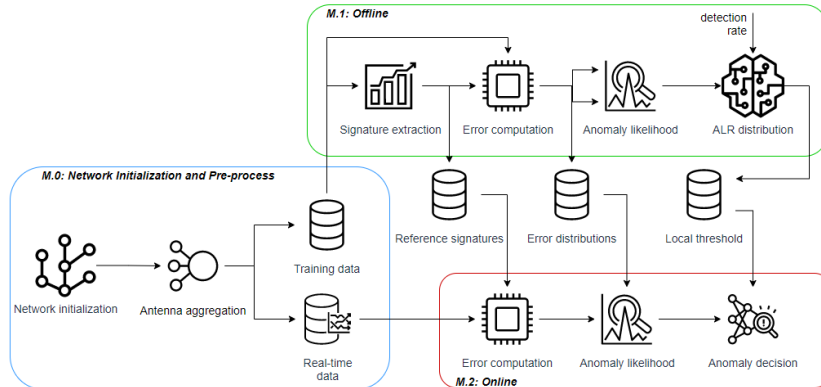 M.1: Offline
detection
rate
Signature extraction
Error computation
Anomaly likelihood
ALR distribution
M.0: Network Initialization and Pre-process
Training data
Reference signatures
Error distributions
Local threshold
Network initialization
Antenna aggregation
Real-time
data
Error computation
Anomaly likelihood
Anomaly decision
M.2: Online